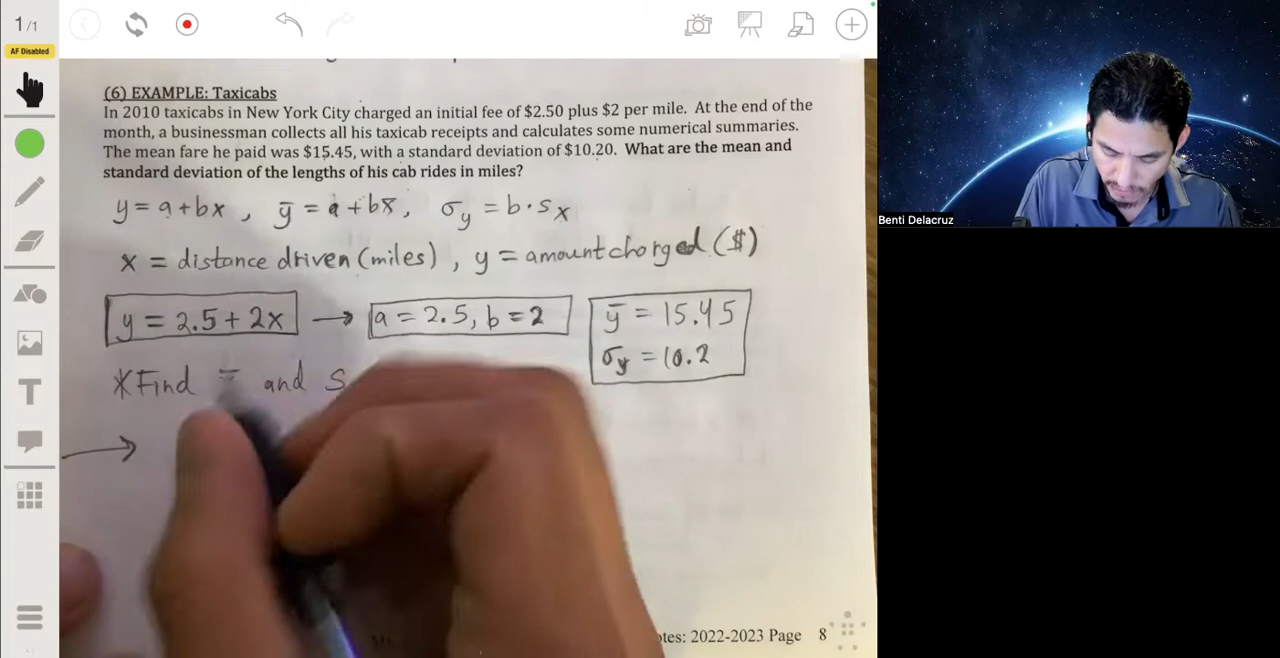 1/1
AF Disabled
(6) EXAMPLE: Taxicabs
In 2010 taxicabs in New York City charged an initial fee of $2.50 plus $2 per mile. At the end of the
month, a businessman collects all his taxicab receipts and calculates some numerical summaries.
The mean fare he paid was $15.45, with a standard deviation of $10.20. What are the mean and
standard deviation of the lengths of his cab rides in miles?
y = a + bx , ȳ = a + bx̄ , σy = b · sx
x = distance driven (miles) , y = amount charged ($)
y = 2.5 + 2x → a = 2.5, b = 2 ȳ = 15.45
σy = 10.2
*Find and S
→
otes: 2022-2023 Page 8
Benti Delacruz
T